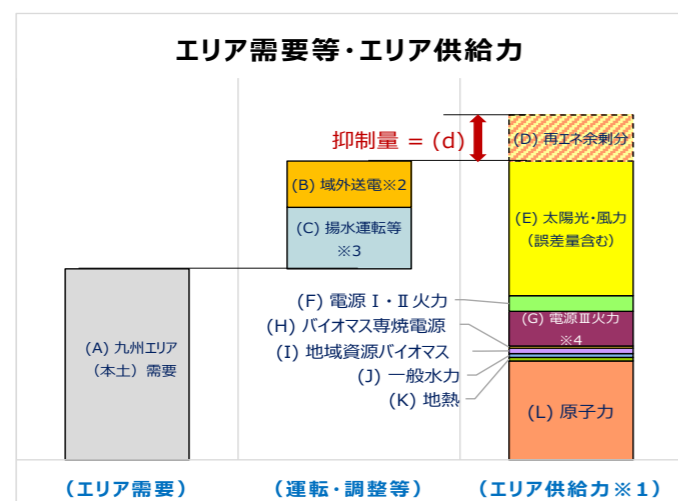 エリア需要等・エリア供給力
抑制量 = (d)
(D) 再エネ余剰分
(B) 域外送電※2
(C) 揚水運転等
※3
(E) 太陽光・風力
（誤差量含む）
(F) 電源Ⅰ・Ⅱ火力
(G) 電源Ⅲ火力
※4
(H) バイオマス専焼電源
(I) 地域資源バイオマス
(J) 一般水力
(K) 地熱
(A) 九州エリア
（本土）需要
(L) 原子力
（エリア需要）
（運転・調整等）
（エリア供給力※1）